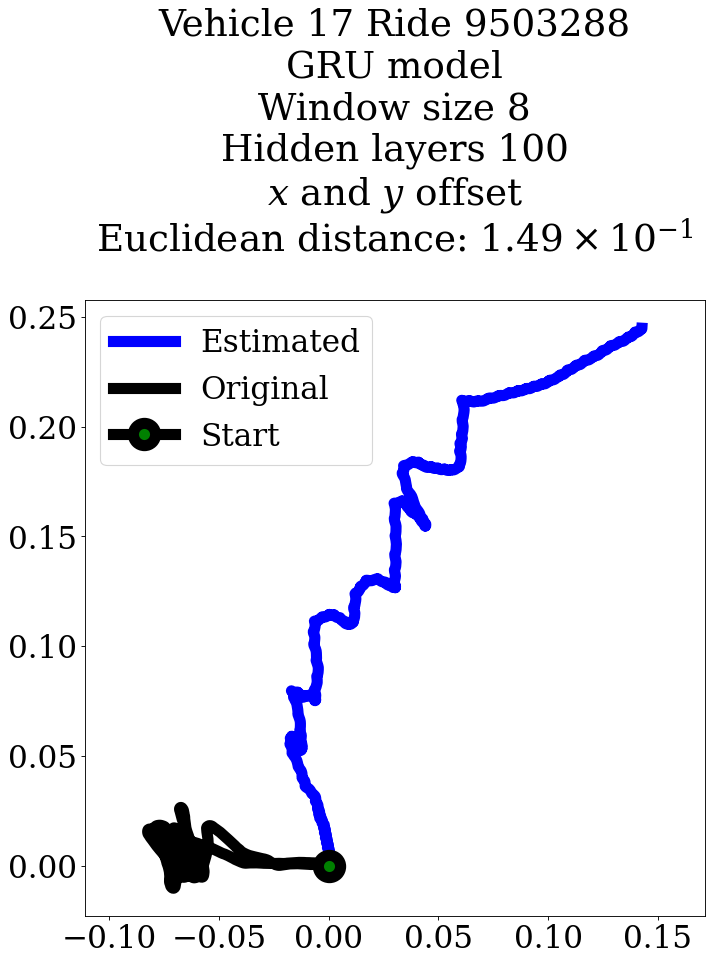 Vehicle 17 Ride 9503288
GRU model
Window size 8
Hidden layers 100
x and y offset
Euclidean distance: 1.49 × 10⁻¹
0.25
0.20
0.15
0.10
0.05
0.00
Estimated
Original
Start
−0.10 −0.05 0.00 0.05 0.10 0.15